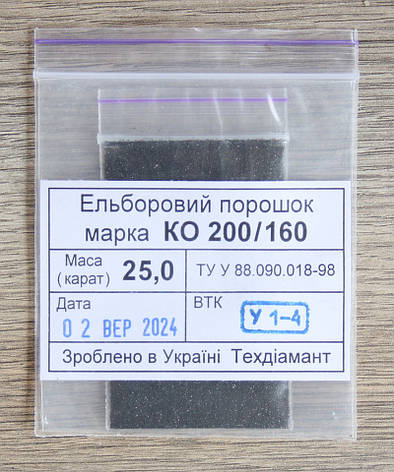 Ельборовий порошок
марка КО 200/160
Маса (карат) 25,0 ТУ У 88.090.018-98
Дата ВТК
02 ВЕР 2024 У 1-4
Зроблено в Україні Техдіамант